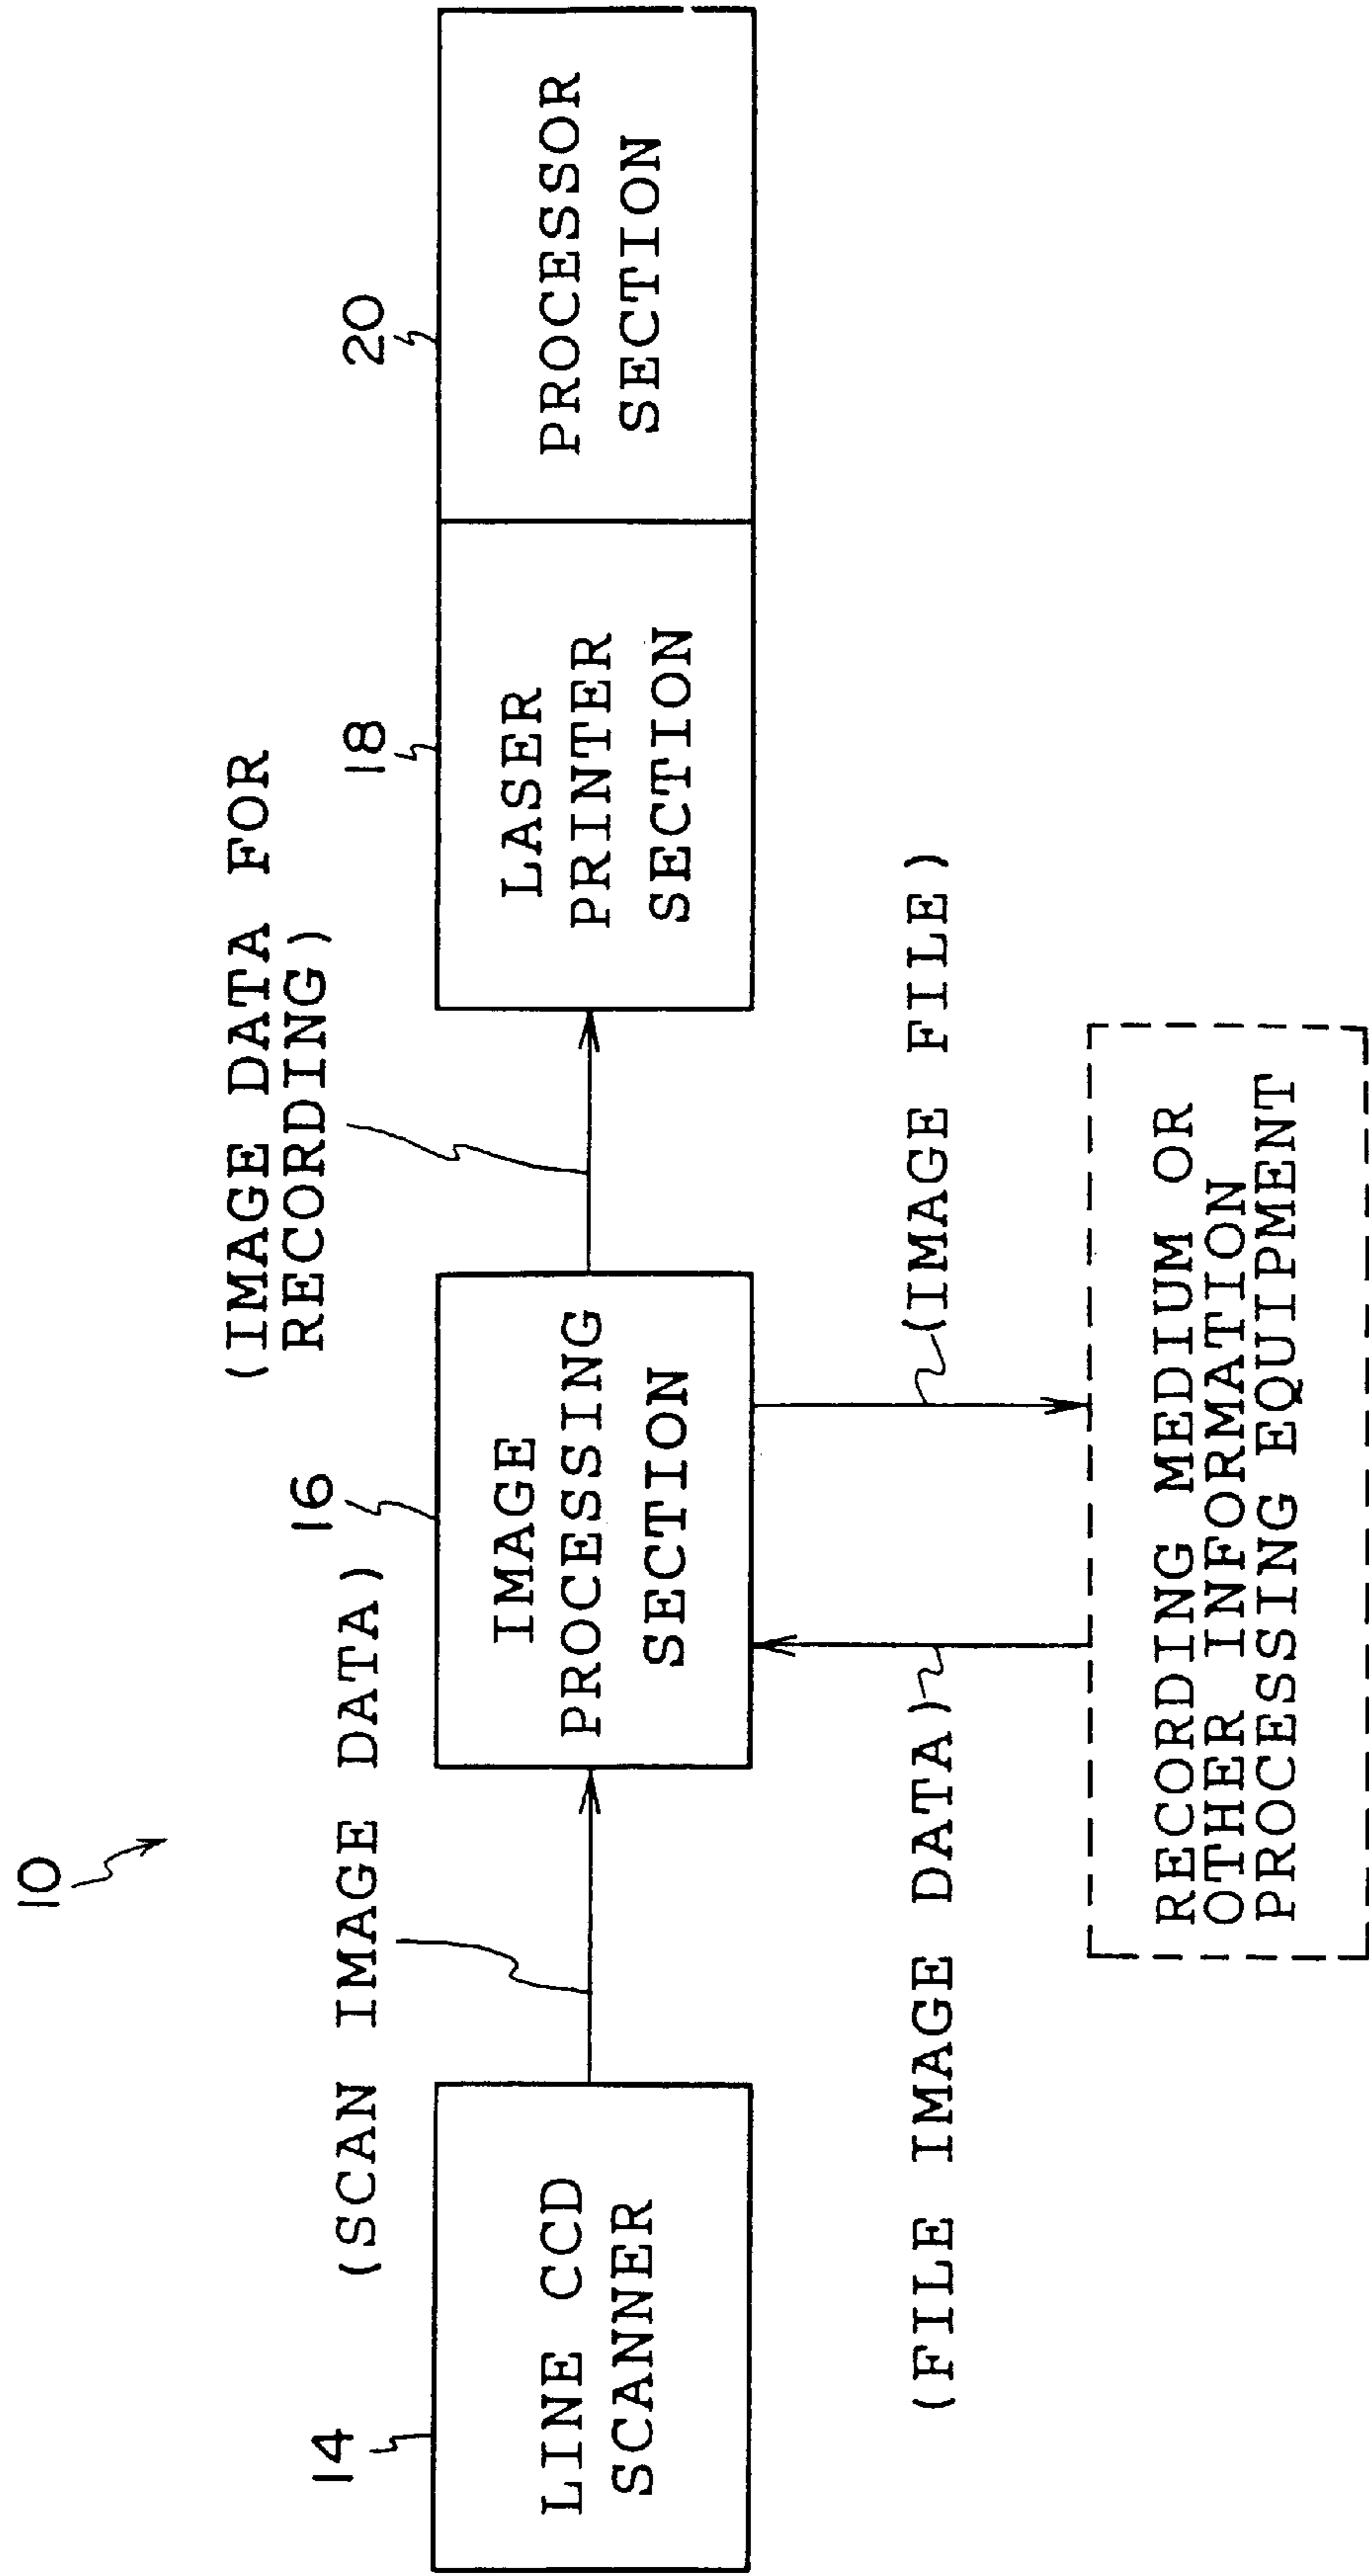 10
(SCAN IMAGE DATA)
(IMAGE DATA FOR
RECORDING)
14
16
18
20
LINE CCD
SCANNER
IMAGE
PROCESSING
SECTION
LASER
PRINTER
SECTION
PROCESSOR
SECTION
(FILE IMAGE DATA)
(IMAGE FILE)
RECORDING MEDIUM OR
OTHER INFORMATION
PROCESSING EQUIPMENT